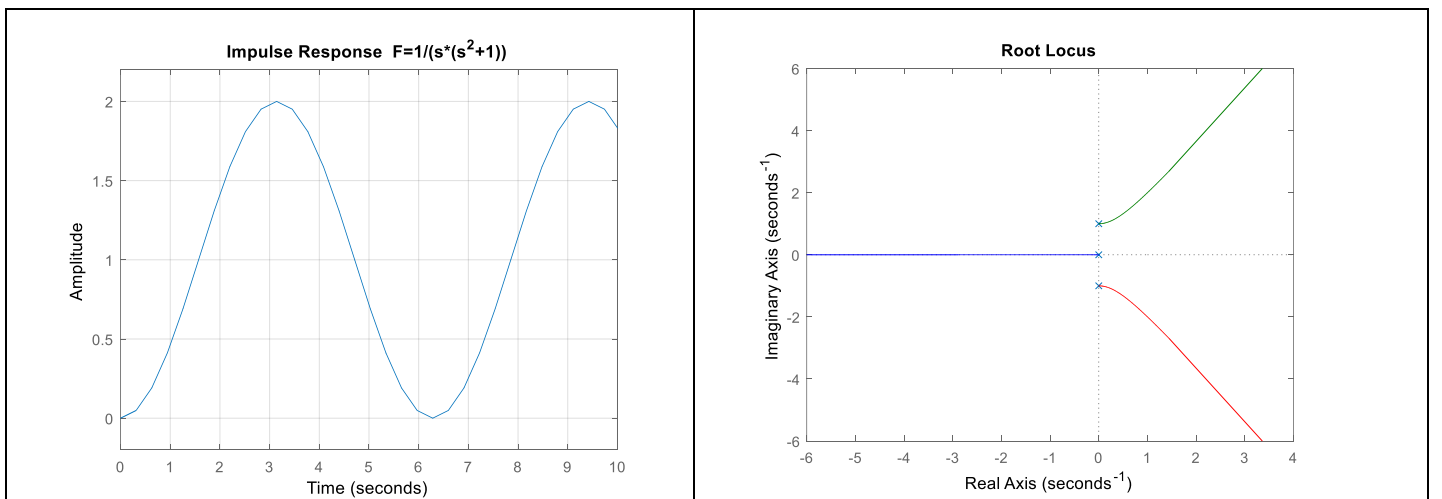 Impulse Response F=1/(s*(s²+1))
2
1.5
1
0.5
0
Amplitude
0 1 2 3 4 5 6 7 8 9 10
Time (seconds)
Root Locus
6
4
2
0
-2
-4
-6
Imaginary Axis (seconds⁻¹)
-6 -5 -4 -3 -2 -1 0 1 2 3 4
Real Axis (seconds⁻¹)